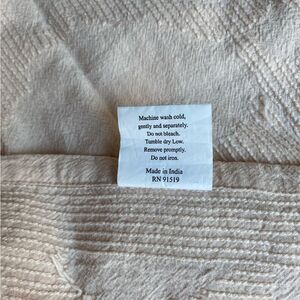 Machine wash cold,
gently and separately.
Do not bleach.
Tumble dry Low.
Remove promptly.
Do not iron.
Made in India
RN 91519